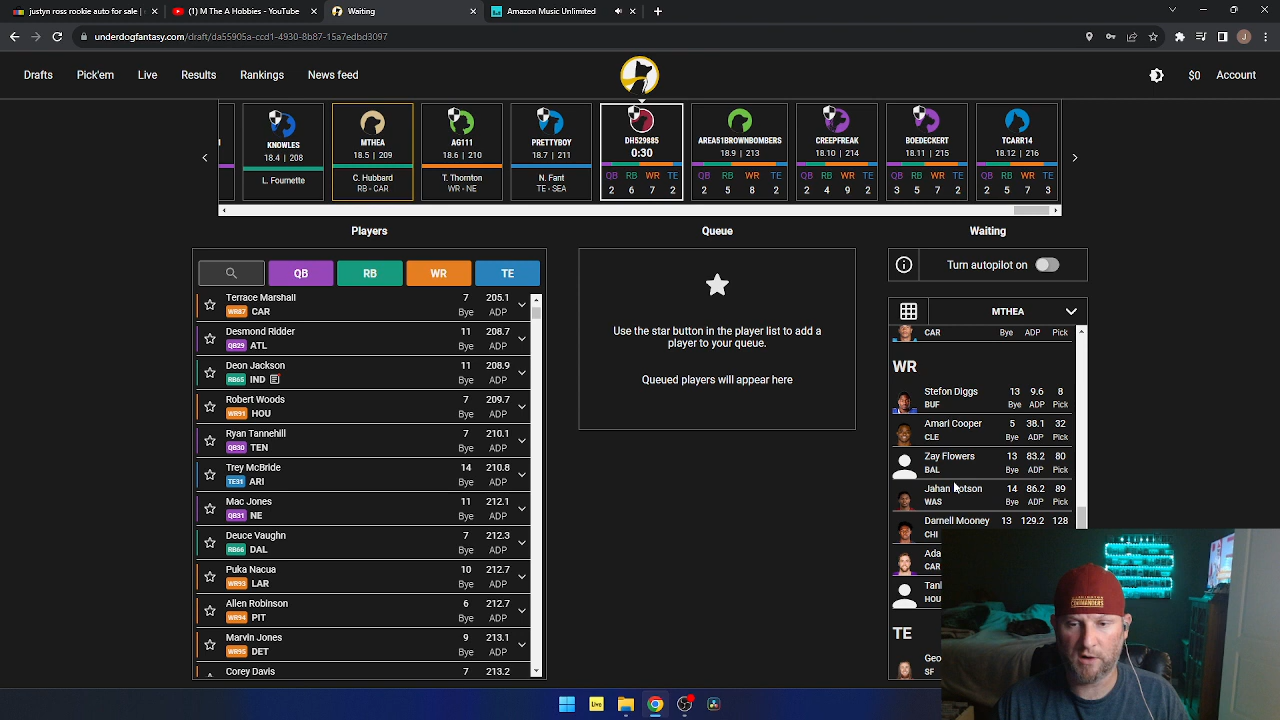 justyn ross rookie auto for sale |
(1) M The A Hobbies - YouTube
Waiting
Amazon Music Unlimited
underdogfantasy.com/draft/da55905a-ccd1-4930-8b87-15a7edbd3097
J
Drafts
Pick'em
Live
Results
Rankings
News feed
$0
Account
KNOWLES
18.4 | 208
L. Fournette
MTHEA
18.5 | 209
C. Hubbard
RB - CAR
AG111
18.6 | 210
T. Thornton
WR - NE
PRETTYBOY
18.7 | 211
N. Fant
TE - SEA
DH529885
0:30
QB RB WR TE
2 6 7 2
AREA51BROWNBOMBERS
18.9 | 213
QB RB WR TE
2 5 8 2
CREEPFREAK
18.10 | 214
QB RB WR TE
2 4 9 2
BOEDECKERT
18.11 | 215
QB RB WR TE
3 5 7 2
TCARR14
18.12 | 216
QB RB WR TE
2 5 7 3
Players
Queue
Waiting
QB
RB
WR
TE
Terrace Marshall 7 205.1
WR87 CAR Bye ADP
Desmond Ridder 11 208.7
QB29 ATL Bye ADP
Deon Jackson 11 208.9
RB65 IND Bye ADP
Robert Woods 7 209.7
WR91 HOU Bye ADP
Ryan Tannehill 7 210.1
QB30 TEN Bye ADP
Trey McBride 14 210.8
TE31 ARI Bye ADP
Mac Jones 11 212.1
QB31 NE Bye ADP
Deuce Vaughn 7 212.3
RB66 DAL Bye ADP
Puka Nacua 10 212.7
WR93 LAR Bye ADP
Allen Robinson 6 212.7
WR94 PIT Bye ADP
Marvin Jones 9 213.1
WR95 DET Bye ADP
Corey Davis 7 213.2
Use the star button in the player list to add a
player to your queue.
Queued players will appear here
Turn autopilot on
MTHEA
CAR Bye ADP Pick
WR
Stefon Diggs 13 9.6 8
BUF Bye ADP Pick
Amari Cooper 5 38.1 32
CLE Bye ADP Pick
Zay Flowers 13 83.2 80
BAL Bye ADP Pick
Jahan Dotson 14 86.2 89
WAS Bye ADP Pick
Darnell Mooney 13 129.2 128
CHI
Ada
CAR
Tank
HOU
TE
Geo
SF
Live
COMMANDERS